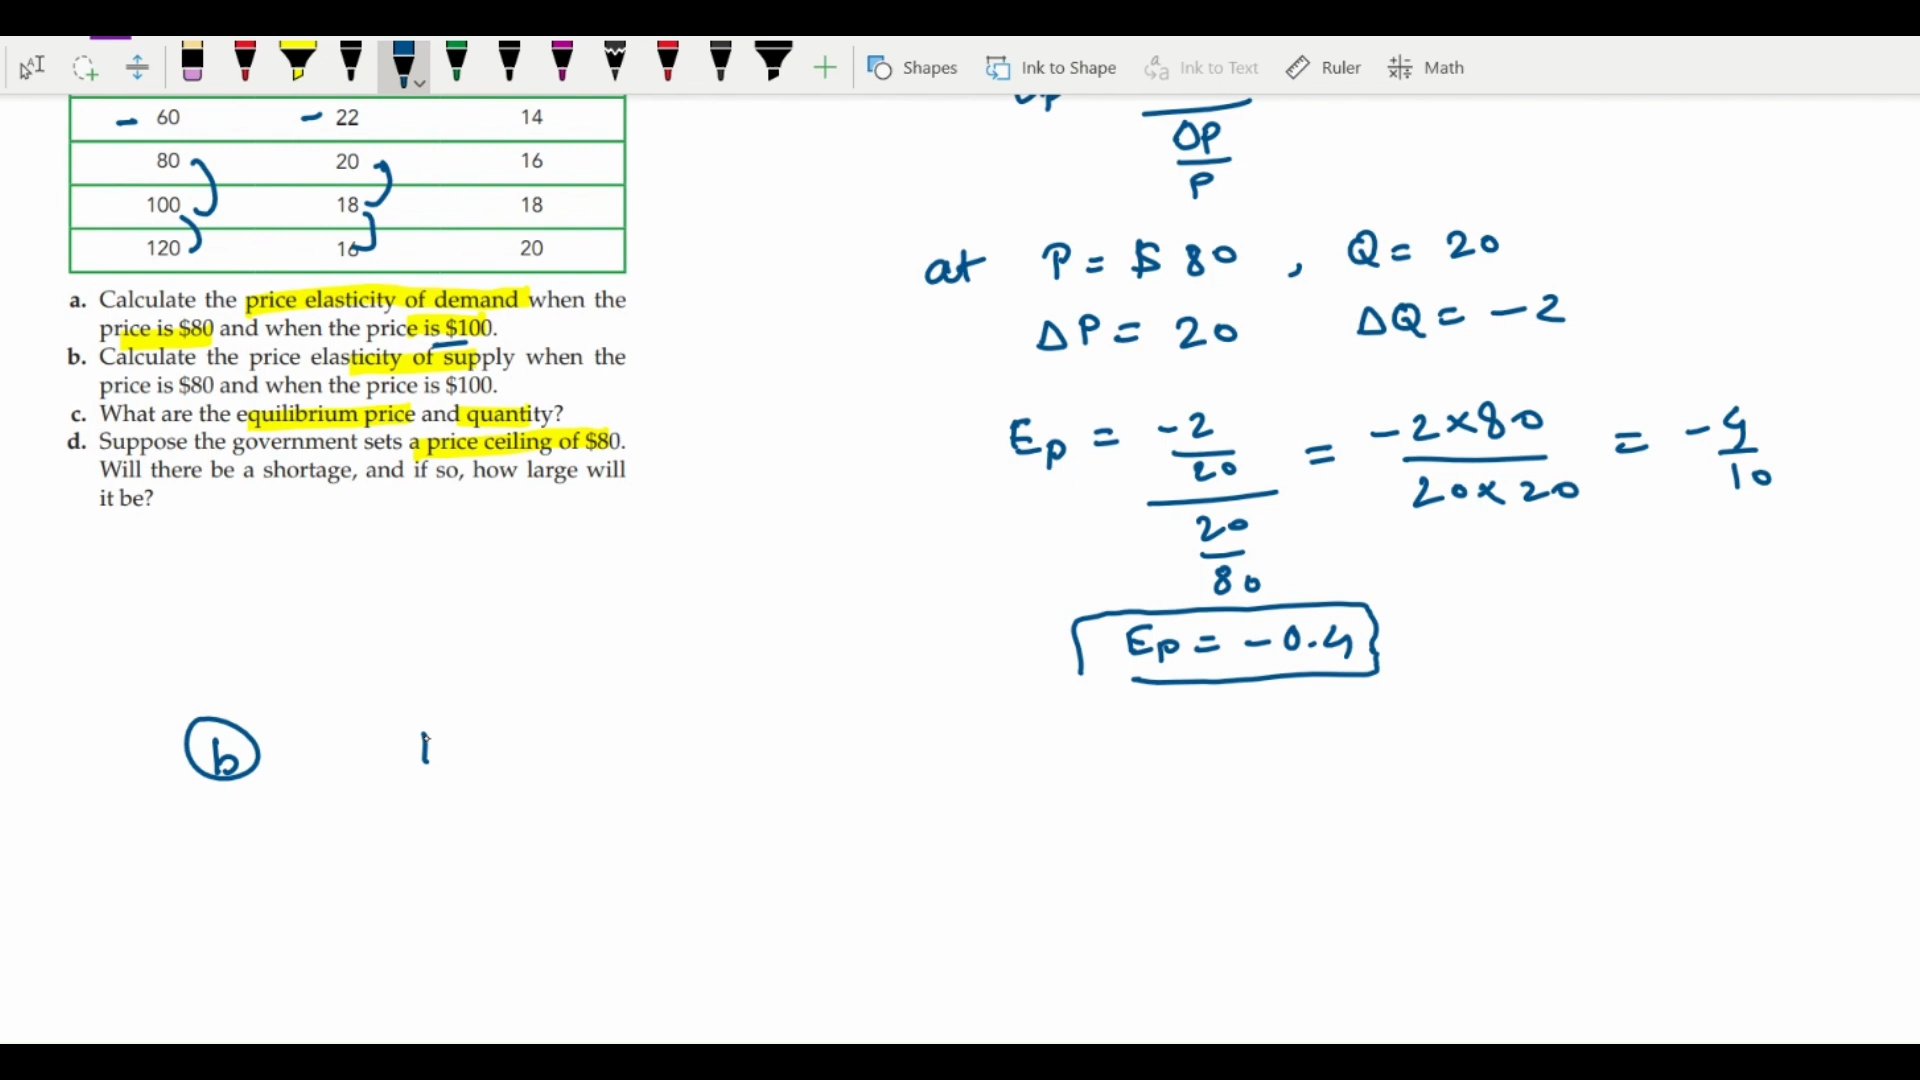 Shapes Ink to Shape Ink to Text Ruler Math
60 22 14
80 20 16
100 18 18
120 16 20
a. Calculate the price elasticity of demand when the
price is $80 and when the price is $100.
b. Calculate the price elasticity of supply when the
price is $80 and when the price is $100.
c. What are the equilibrium price and quantity?
d. Suppose the government sets a price ceiling of $80.
Will there be a shortage, and if so, how large will
it be?
ΔP
P
at P = $ 80 , Q = 20
ΔP = 20 ΔQ = -2
Ep = -2/20 / 20/80 = -2×80 / 20×20 = -4/10
Ep = -0.4
b